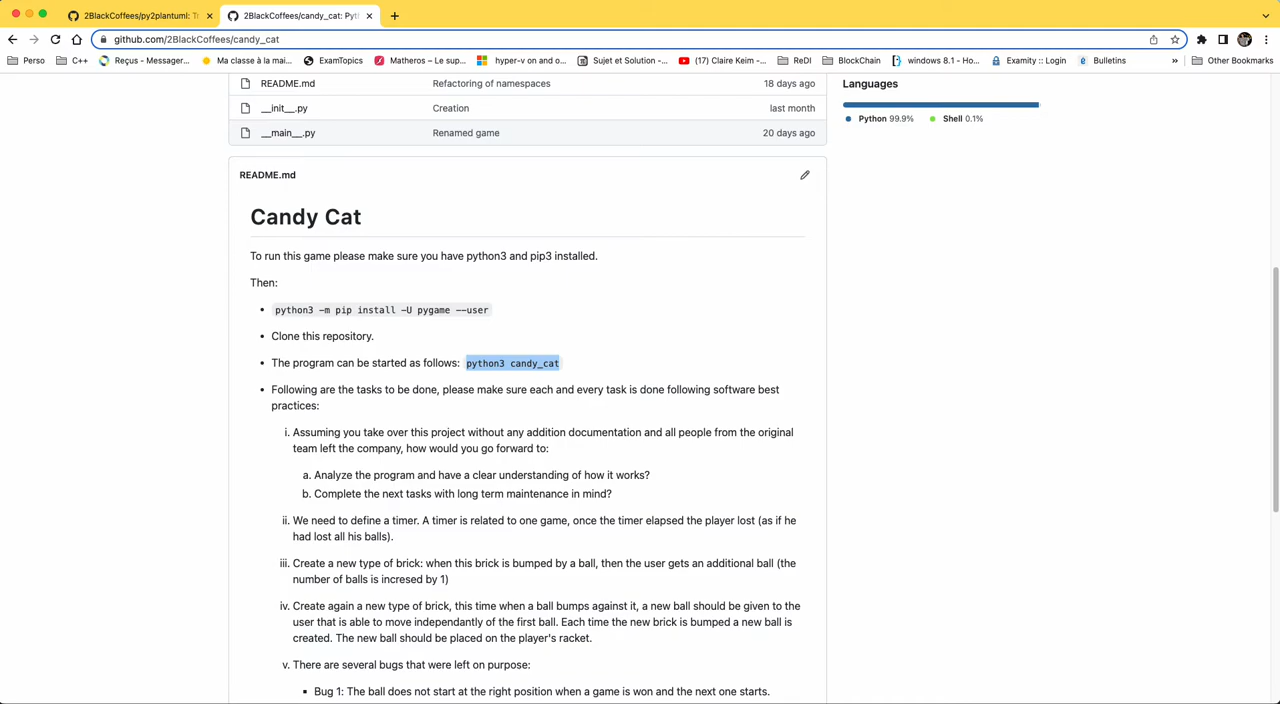 2BlackCoffees/py2plantuml: Tr
2BlackCoffees/candy_cat: Pyth
github.com/2BlackCoffees/candy_cat
Perso
C++
Reçus - Messager...
Ma classe à la mai...
ExamTopics
Matheros – Le sup...
hyper-v on and o...
Sujet et Solution -...
(17) Claire Keim -...
ReDI
BlockChain
windows 8.1 - Ho...
Examity :: Login
Bulletins
»
Other Bookmarks
README.md
Refactoring of namespaces
18 days ago
__init__.py
Creation
last month
__main__.py
Renamed game
20 days ago
Languages
Python 99.9%
Shell 0.1%
README.md
Candy Cat
To run this game please make sure you have python3 and pip3 installed.
Then:
• python3 -m pip install -U pygame --user
• Clone this repository.
• The program can be started as follows: python3 candy_cat
• Following are the tasks to be done, please make sure each and every task is done following software best
practices:
i. Assuming you take over this project without any addition documentation and all people from the original
team left the company, how would you go forward to:
a. Analyze the program and have a clear understanding of how it works?
b. Complete the next tasks with long term maintenance in mind?
ii. We need to define a timer. A timer is related to one game, once the timer elapsed the player lost (as if he
had lost all his balls).
iii. Create a new type of brick: when this brick is bumped by a ball, then the user gets an additional ball (the
number of balls is incresed by 1)
iv. Create again a new type of brick, this time when a ball bumps against it, a new ball should be given to the
user that is able to move independantly of the first ball. Each time the new brick is bumped a new ball is
created. The new ball should be placed on the player's racket.
v. There are several bugs that were left on purpose:
▪ Bug 1: The ball does not start at the right position when a game is won and the next one starts.